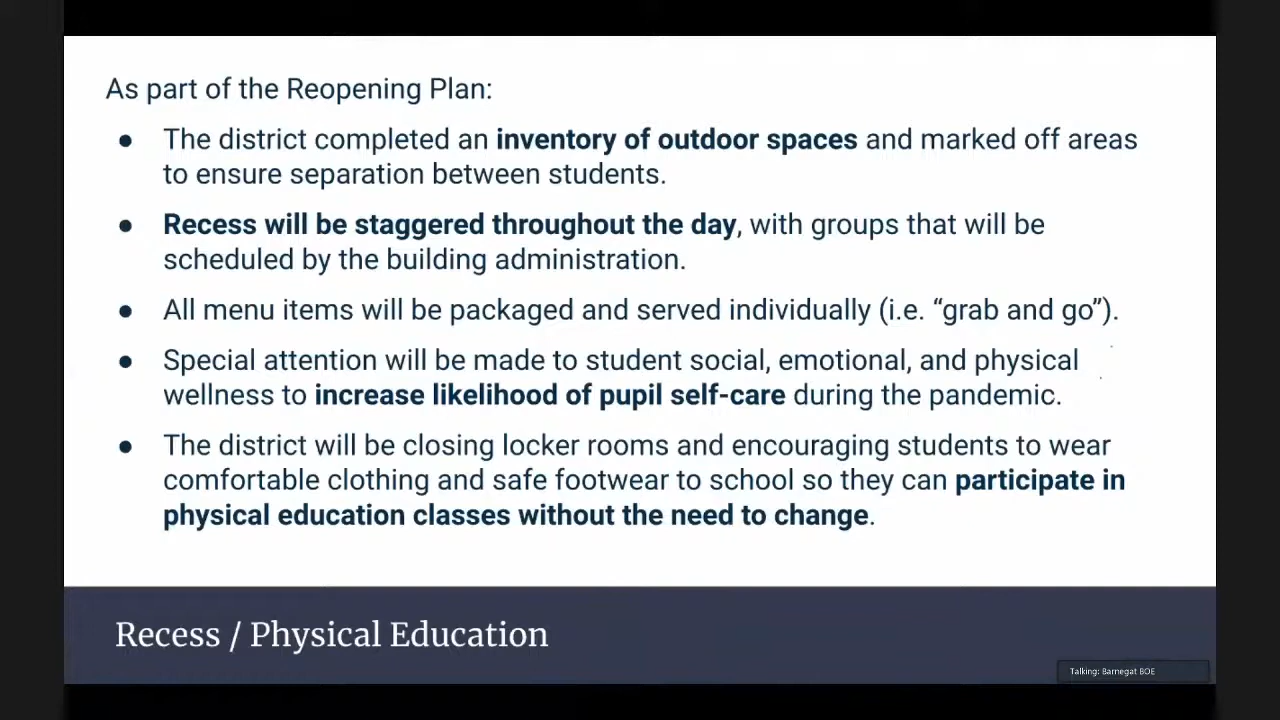 As part of the Reopening Plan:
● The district completed an inventory of outdoor spaces and marked off areas
to ensure separation between students.
● Recess will be staggered throughout the day, with groups that will be
scheduled by the building administration.
● All menu items will be packaged and served individually (i.e. “grab and go”).
● Special attention will be made to student social, emotional, and physical
wellness to increase likelihood of pupil self-care during the pandemic.
● The district will be closing locker rooms and encouraging students to wear
comfortable clothing and safe footwear to school so they can participate in
physical education classes without the need to change.
Recess / Physical Education
Talking: Barnegat BOE